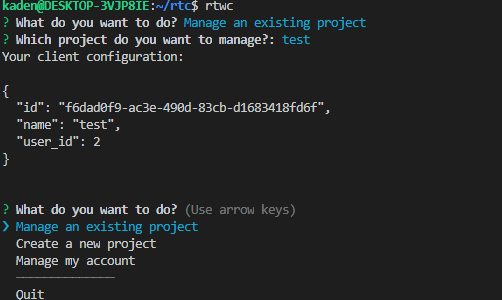 kaden@DESKTOP-3VJP8IE:~/rtc$ rtwc
? What do you want to do? Manage an existing project
? Which project do you want to manage?: test
Your client configuration:
{
"id": "f6dad0f9-ac3e-490d-83cb-d1683418fd6f",
"name": "test",
"user_id": 2
}
? What do you want to do? (Use arrow keys)
❯ Manage an existing project
Create a new project
Manage my account
──────────────
Quit